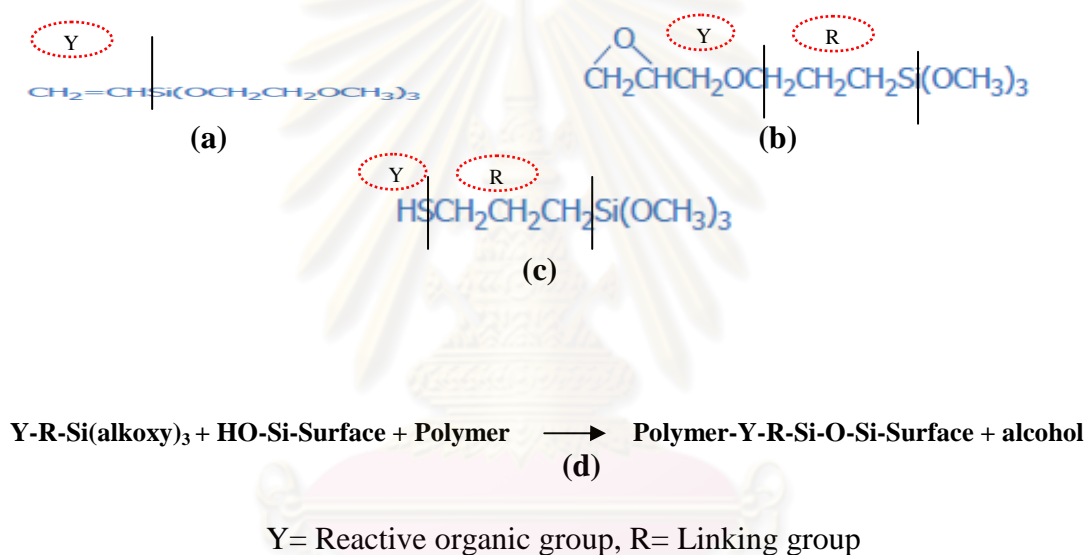 Y
CH₂=CHSi(OCH₂CH₂OCH₃)₃
(a)
O
Y
R
CH₂CHCH₂OCH₂CH₂CH₂Si(OCH₃)₃
(b)
Y
R
HSCH₂CH₂CH₂Si(OCH₃)₃
(c)
Y-R-Si(alkoxy)₃ + HO-Si-Surface + Polymer → Polymer-Y-R-Si-O-Si-Surface + alcohol
(d)
Y= Reactive organic group, R= Linking group